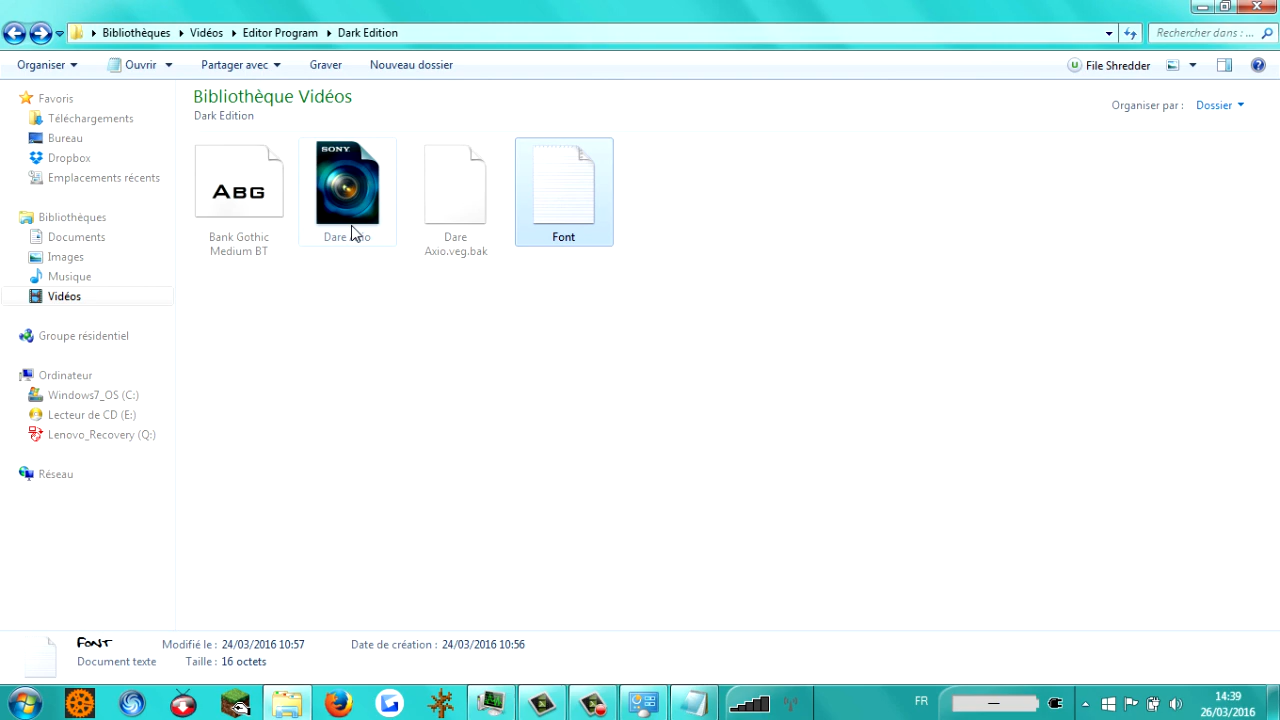 Bibliothèques Vidéos Editor Program Dark Edition
Rechercher dans : ...
Organiser Ouvrir Partager avec Graver Nouveau dossier
File Shredder
Bibliothèque Vidéos
Dark Edition
Organiser par : Dossier
Favoris
Téléchargements
Bureau
Dropbox
Emplacements récents
Bibliothèques
Documents
Images
Musique
Vidéos
Groupe résidentiel
Ordinateur
Windows7_OS (C:)
Lecteur de CD (E:)
Lenovo_Recovery (Q:)
Réseau
ABG
Bank Gothic
Medium BT
SONY
Dare
Dare
Axio.veg.bak
Font
Font Modifié le : 24/03/2016 10:57 Date de création : 24/03/2016 10:56
Document texte Taille : 16 octets
FR
14:39
26/03/2016